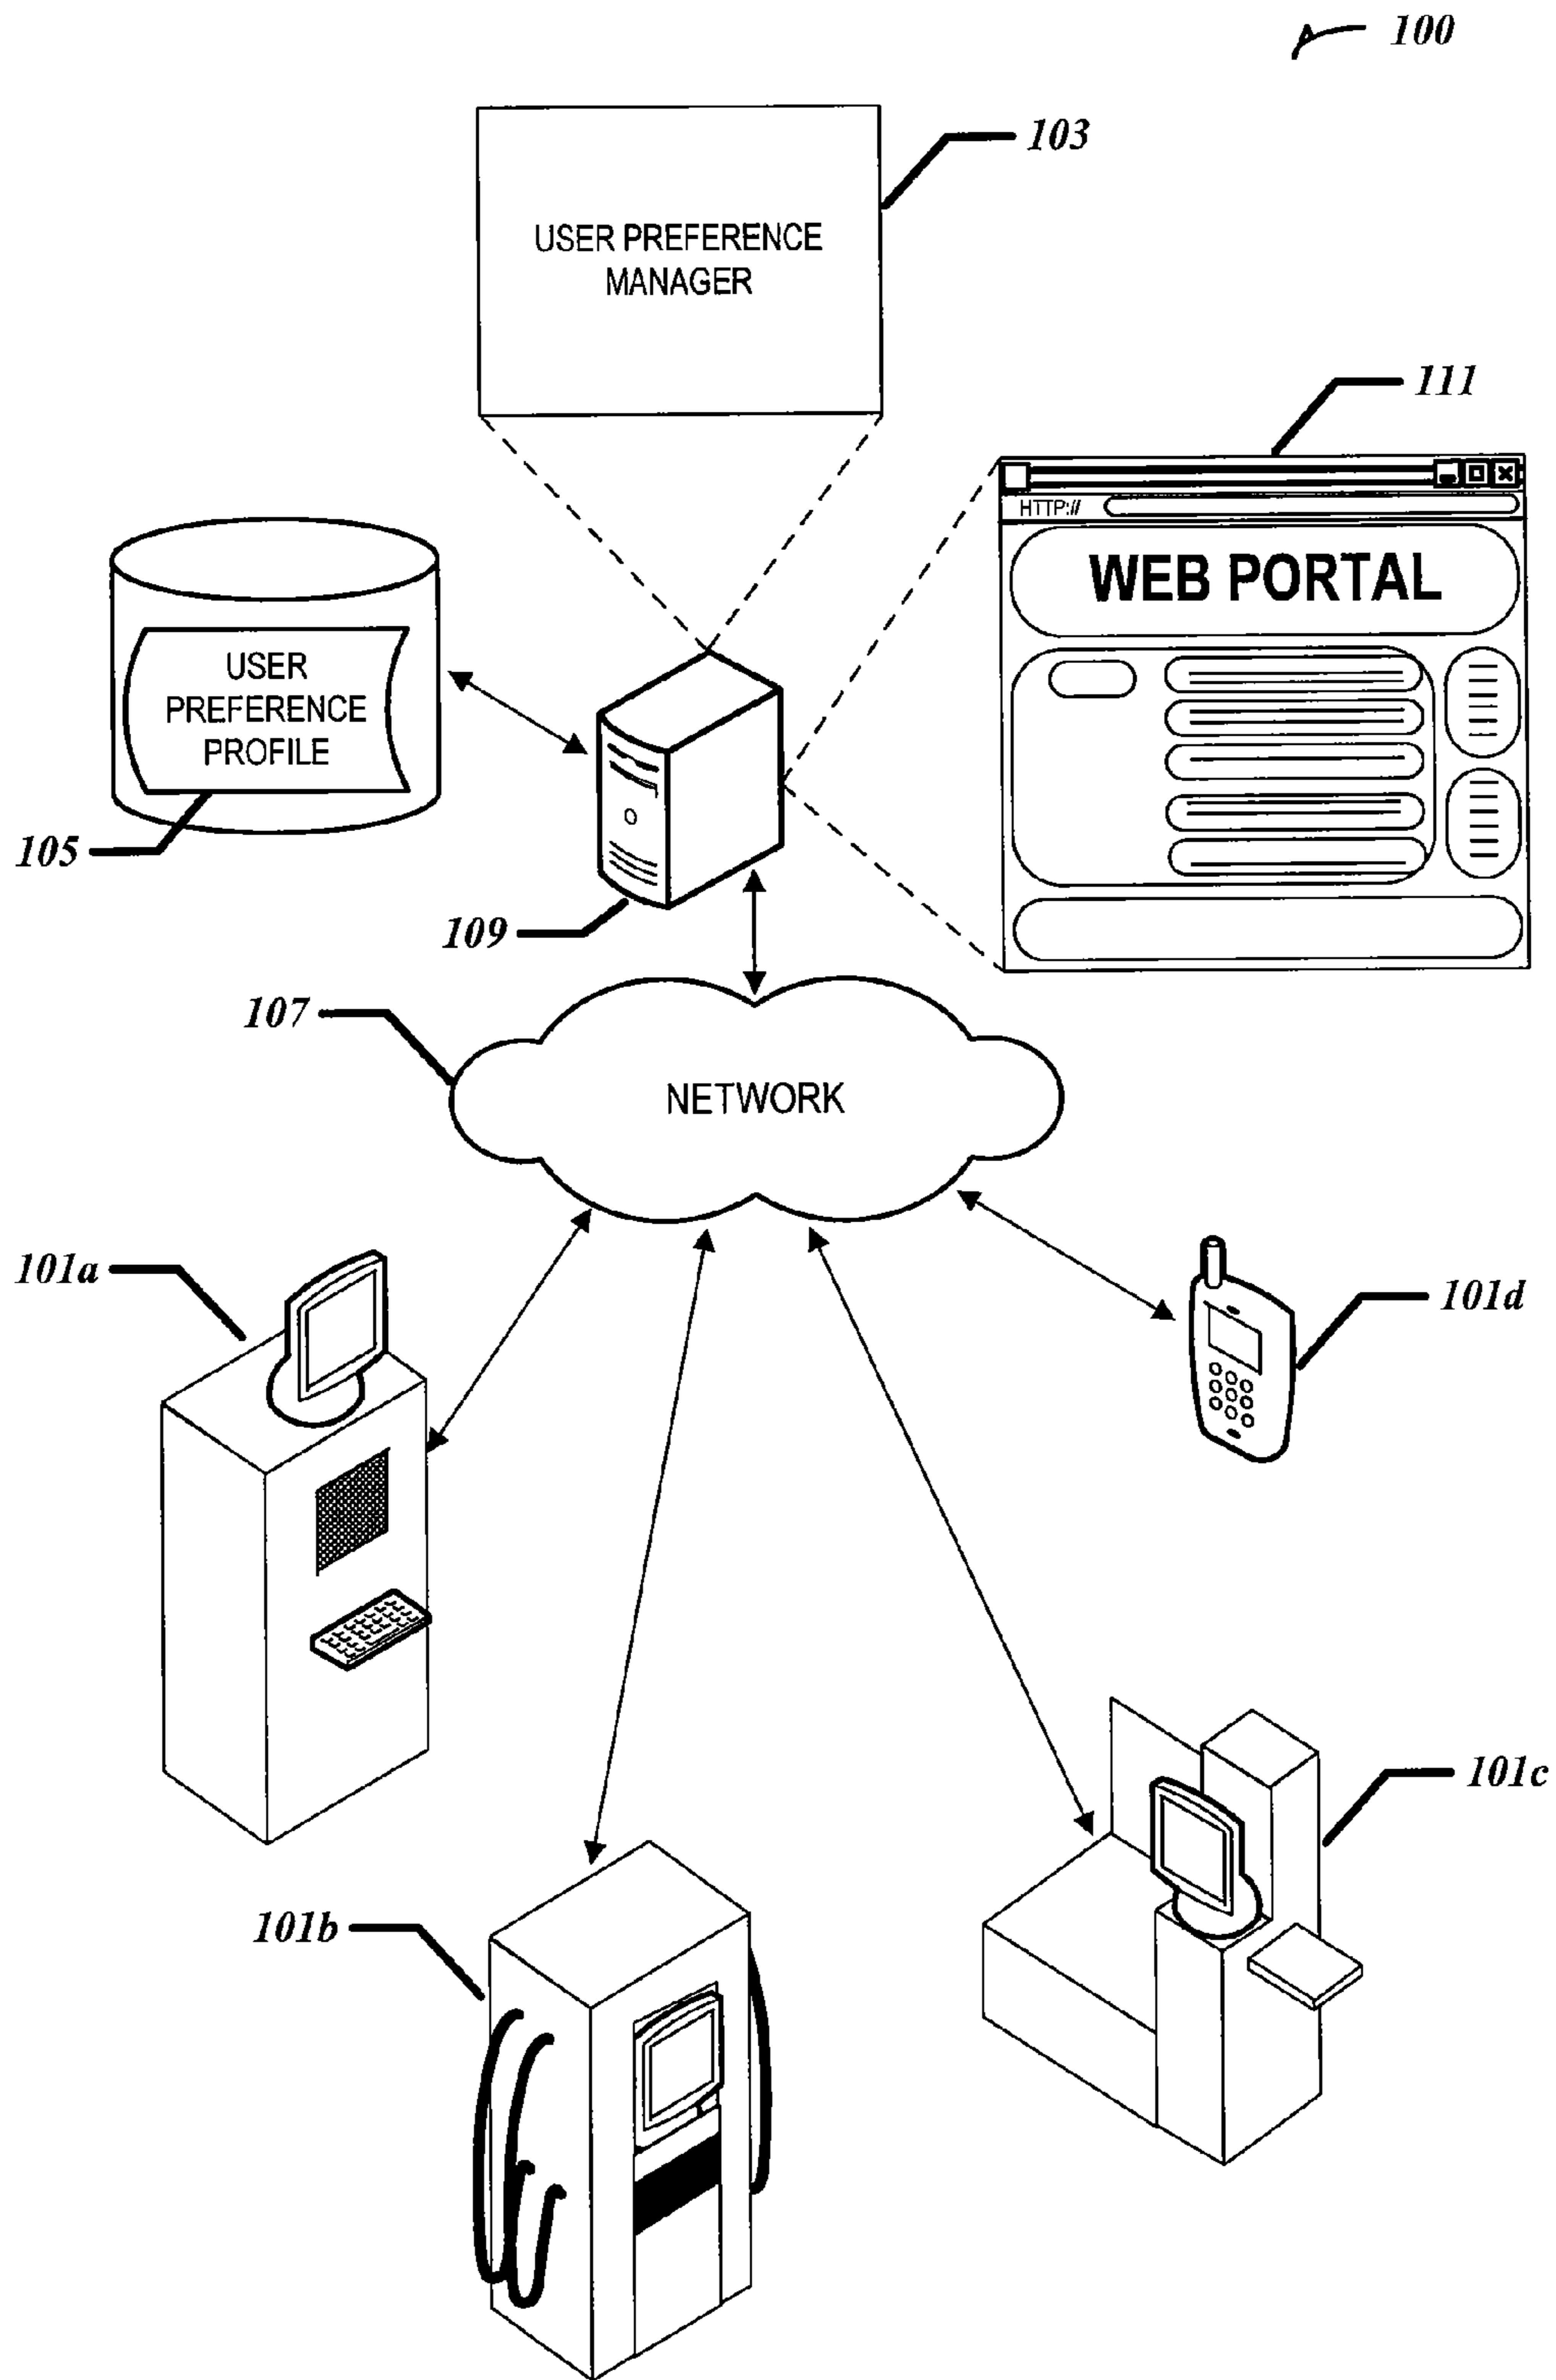 100
USER PREFERENCE
MANAGER
103
111
HTTP://
WEB PORTAL
USER
PREFERENCE
PROFILE
105
109
107
NETWORK
101a
101d
101c
101b